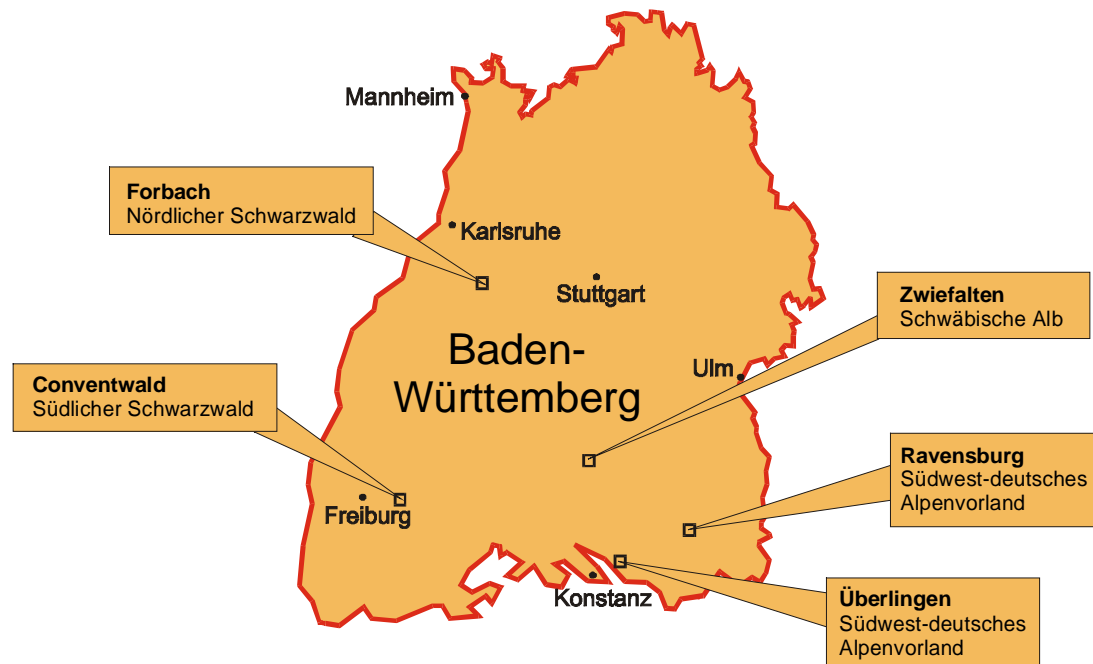 Mannheim
Forbach
Nördlicher Schwarzwald
Karlsruhe
Stuttgart
Zwiefalten
Schwäbische Alb
Baden-
Württemberg
Ulm
Conventwald
Südlicher Schwarzwald
Ravensburg
Südwest-deutsches
Alpenvorland
Freiburg
Konstanz
Überlingen
Südwest-deutsches
Alpenvorland